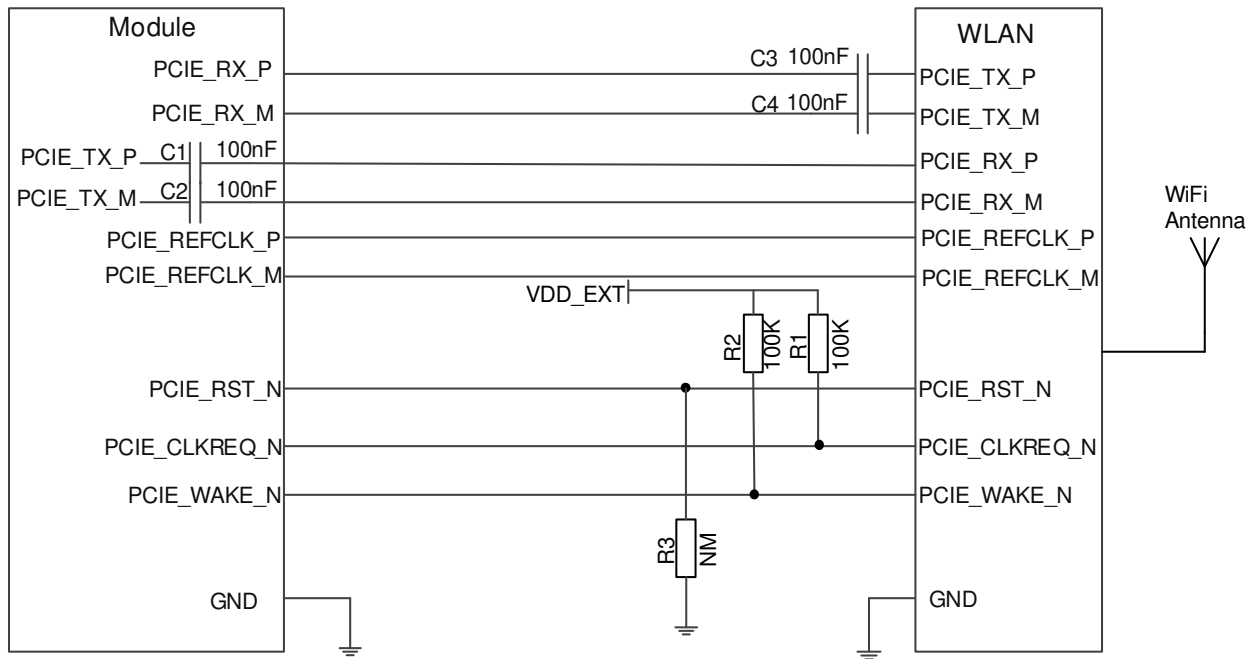 Module
WLAN
PCIE_RX_P
C3 100nF
PCIE_TX_P
PCIE_RX_M
C4 100nF
PCIE_TX_M
PCIE_TX_P
C1
100nF
PCIE_RX_P
PCIE_TX_M
C2
100nF
PCIE_RX_M
WiFi
Antenna
PCIE_REFCLK_P
PCIE_REFCLK_P
PCIE_REFCLK_M
PCIE_REFCLK_M
VDD_EXT
R2
100K
R1
100K
PCIE_RST_N
PCIE_RST_N
PCIE_CLKREQ_N
PCIE_CLKREQ_N
PCIE_WAKE_N
PCIE_WAKE_N
R3
NM
GND
GND